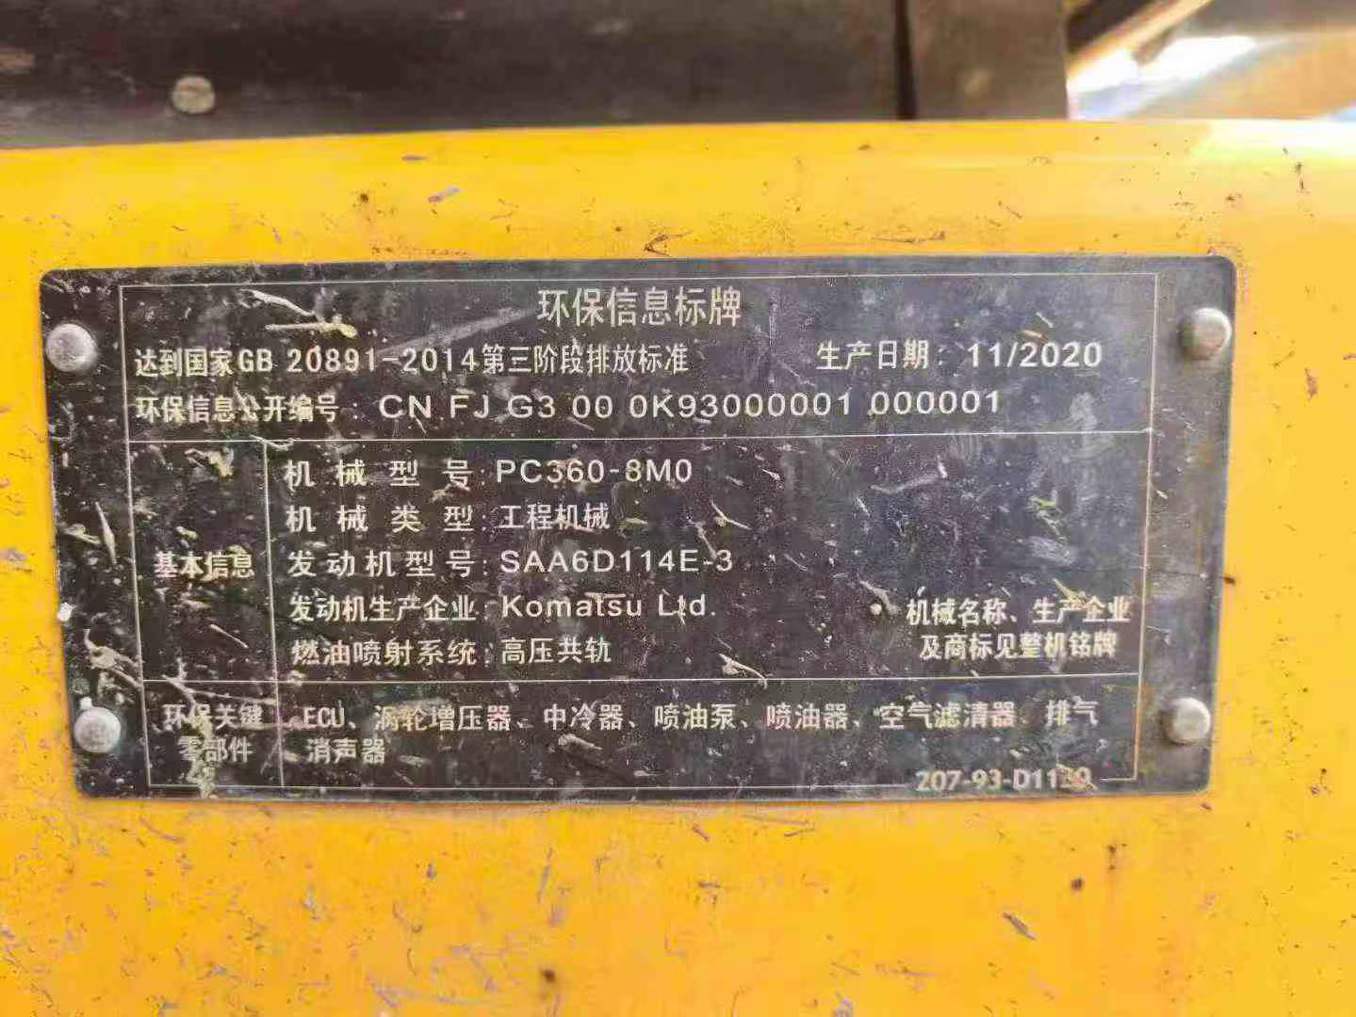 环保信息标牌
达到国家GB 20891-2014第三阶段排放标准 生产日期: 11/2020
环保信息公开编号: CN FJ G3 00 0K93000001 000001
基本信息
机械型号: PC360-8M0
机械类型: 工程机械
发动机型号: SAA6D114E-3
发动机生产企业: Komatsu Ltd.
燃油喷射系统: 高压共轨
机械名称、生产企业
及商标见整机铭牌
环保关键
零部件
ECU、涡轮增压器、中冷器、喷油泵、喷油器、空气滤清器、排气
消声器